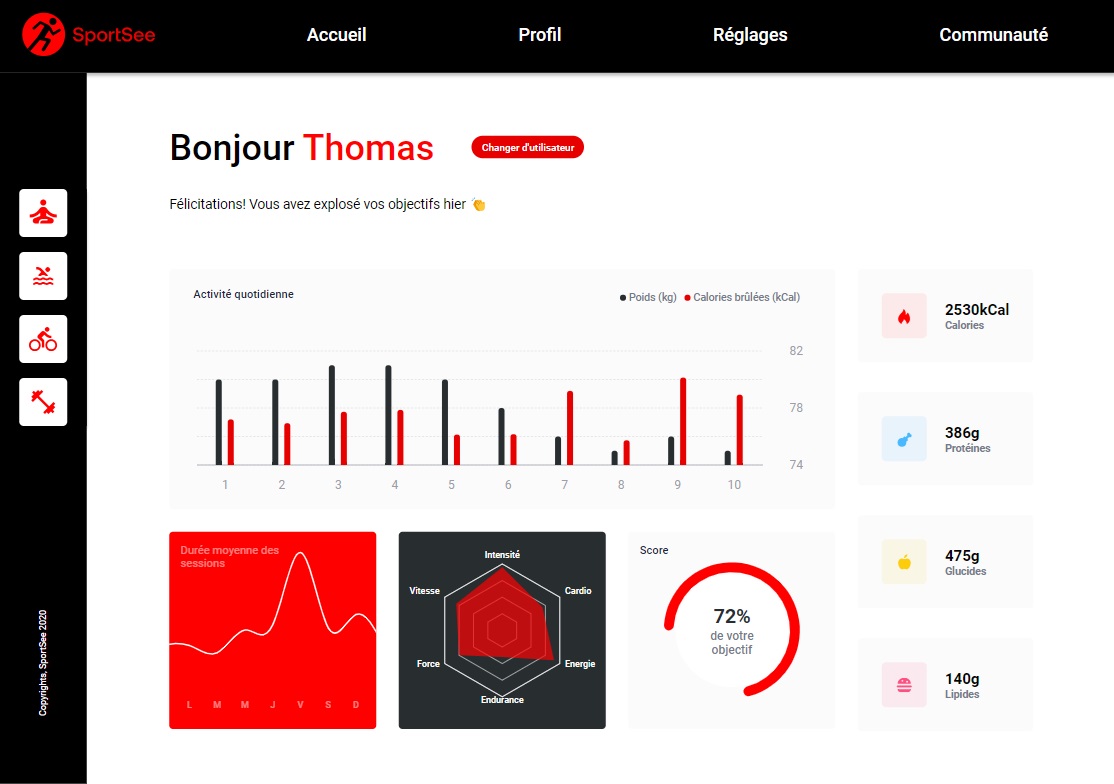 SportSee
Accueil
Profil
Réglages
Communauté
Bonjour Thomas
Changer d'utilisateur
Félicitations! Vous avez explosé vos objectifs hier 👏
Activité quotidienne
Poids (kg)
Calories brûlées (kCal)
82
78
74
1 2 3 4 5 6 7 8 9 10
2530kCal
Calories
386g
Protéines
475g
Glucides
140g
Lipides
Durée moyenne des
sessions
L M M J V S D
Intensité
Vitesse
Cardio
Force
Energie
Endurance
Score
72%
de votre
objectif
Copyrights, SportSee 2020